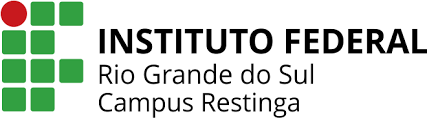 INSTITUTO FEDERAL
Rio Grande do Sul
Campus Restinga